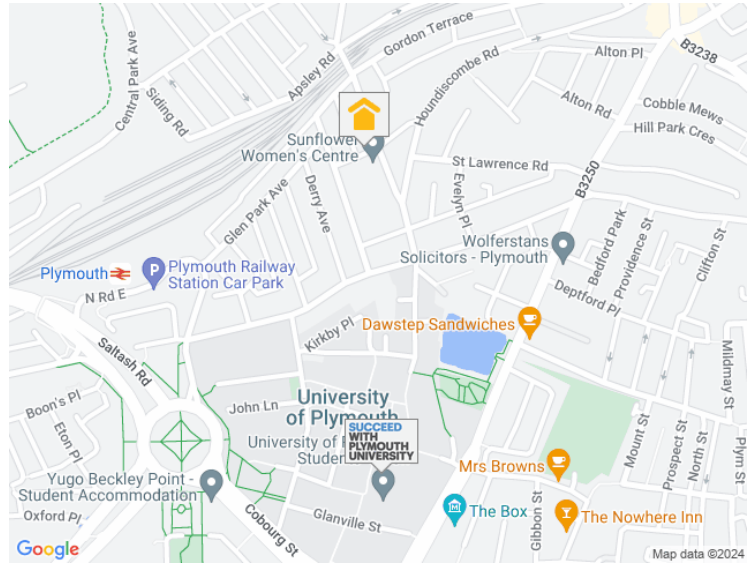 Gordon Terrace
Apsley Rd
Central Park Ave
Siding Rd
Houndiscombe Rd
Alton Pl
B3238
Alton Rd
Cobble Mews
Hill Park Cres
Sunflower
Women's Centre
St Lawrence Rd
B3250
Derry Ave
Evelyn Pl
Glen Park Ave
Wolferstans
Solicitors - Plymouth
Bedford Park
Providence St
Clifton St
Plymouth
P
Plymouth Railway
Station Car Park
N Rd E
Deptford Pl
Saltash Rd
Kirkby Pl
Dawstep Sandwiches
Mildmay St
Boon's Pl
Eton Pl
John Ln
University
of Plymouth
University of
Student
SUCCEED
WITH
PLYMOUTH
UNIVERSITY
Mount St
Prospect St
North St
Plym St
Mrs Browns
Yugo Beckley Point -
Student Accommodation
Oxford Pl
Cobourg St
Glanville St
The Box
Gibbon St
The Nowhere Inn
Google
Map data ©2024